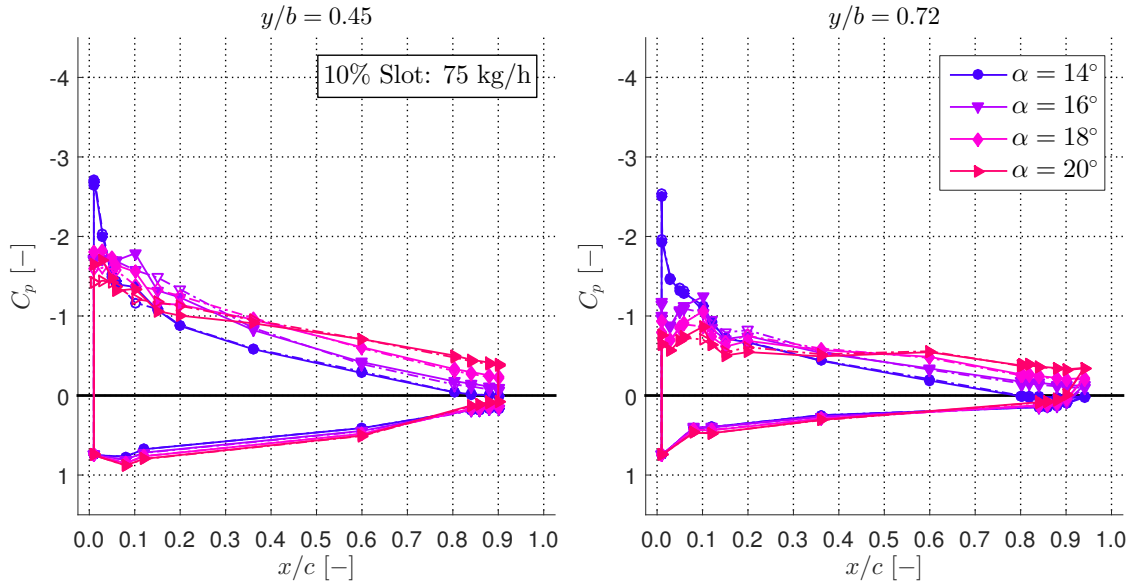 y/b = 0.45
10% Slot: 75 kg/h
-4
-3
-2
-1
0
1
C_p [−]
0.0 0.1 0.2 0.3 0.4 0.5 0.6 0.7 0.8 0.9 1.0
x/c [−]
y/b = 0.72
α = 14°
α = 16°
α = 18°
α = 20°
-4
-3
-2
-1
0
1
C_p [−]
0.0 0.1 0.2 0.3 0.4 0.5 0.6 0.7 0.8 0.9 1.0
x/c [−]